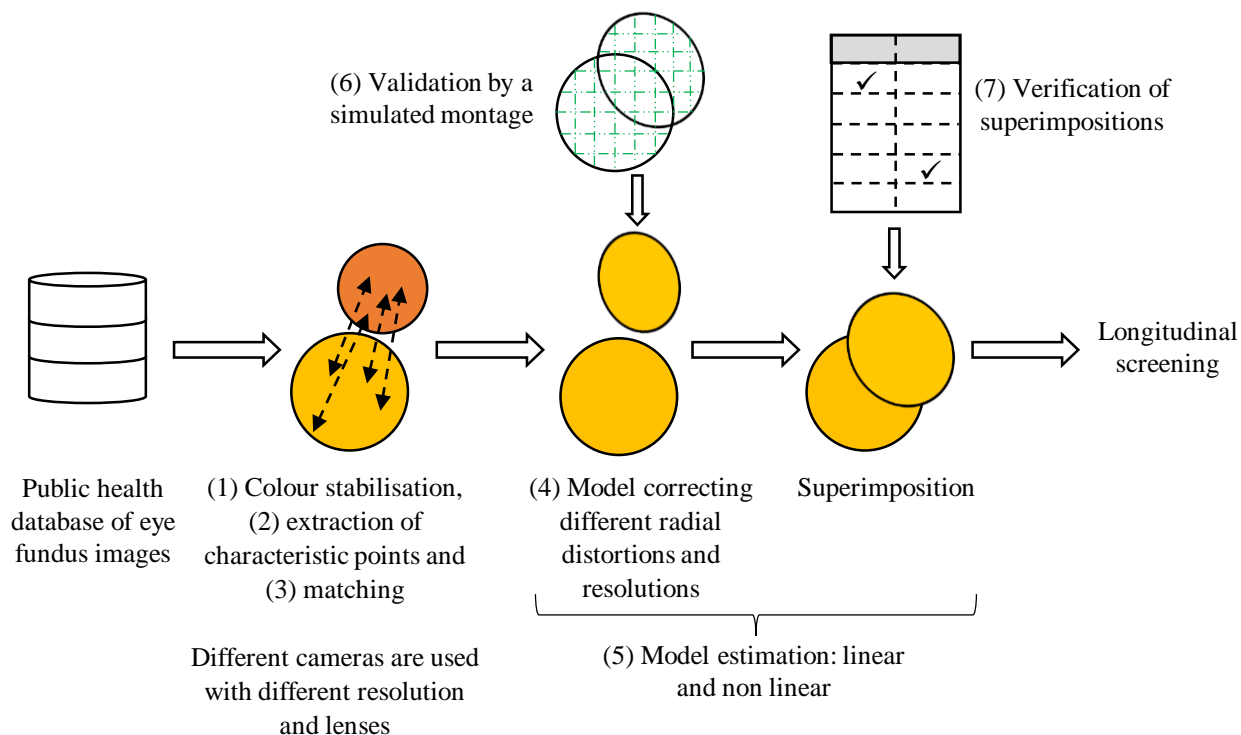 (6) Validation by a
simulated montage
(7) Verification of
superimpositions
Longitudinal
screening
Public health
database of eye
fundus images
(1) Colour stabilisation,
(2) extraction of
characteristic points and
(3) matching
(4) Model correcting
different radial
distortions and
resolutions
Superimposition
Different cameras are used
with different resolution
and lenses
(5) Model estimation: linear
and non linear